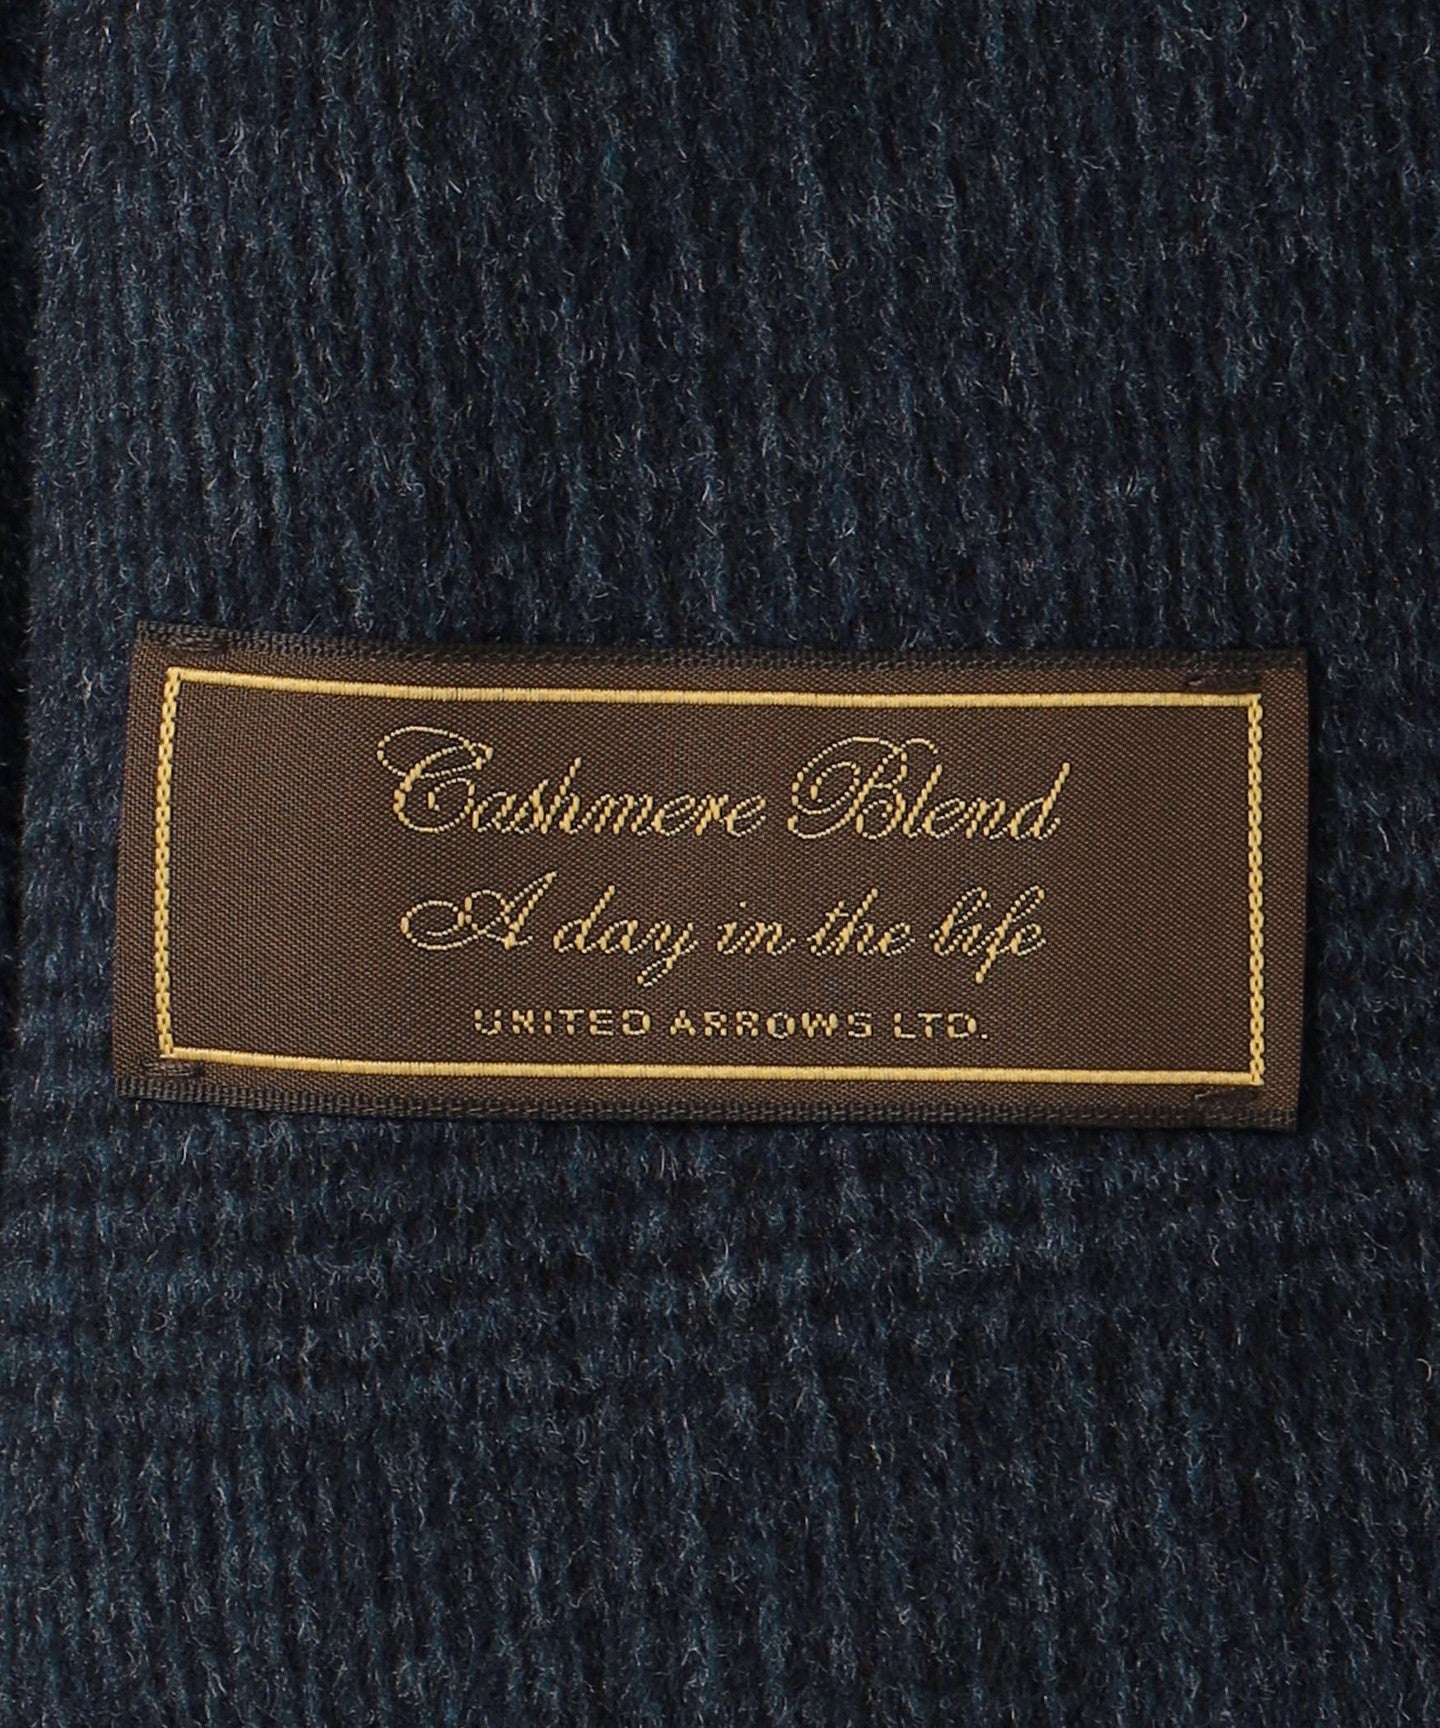 Cashmere Blend
A day in the life
UNITED ARROWS LTD.